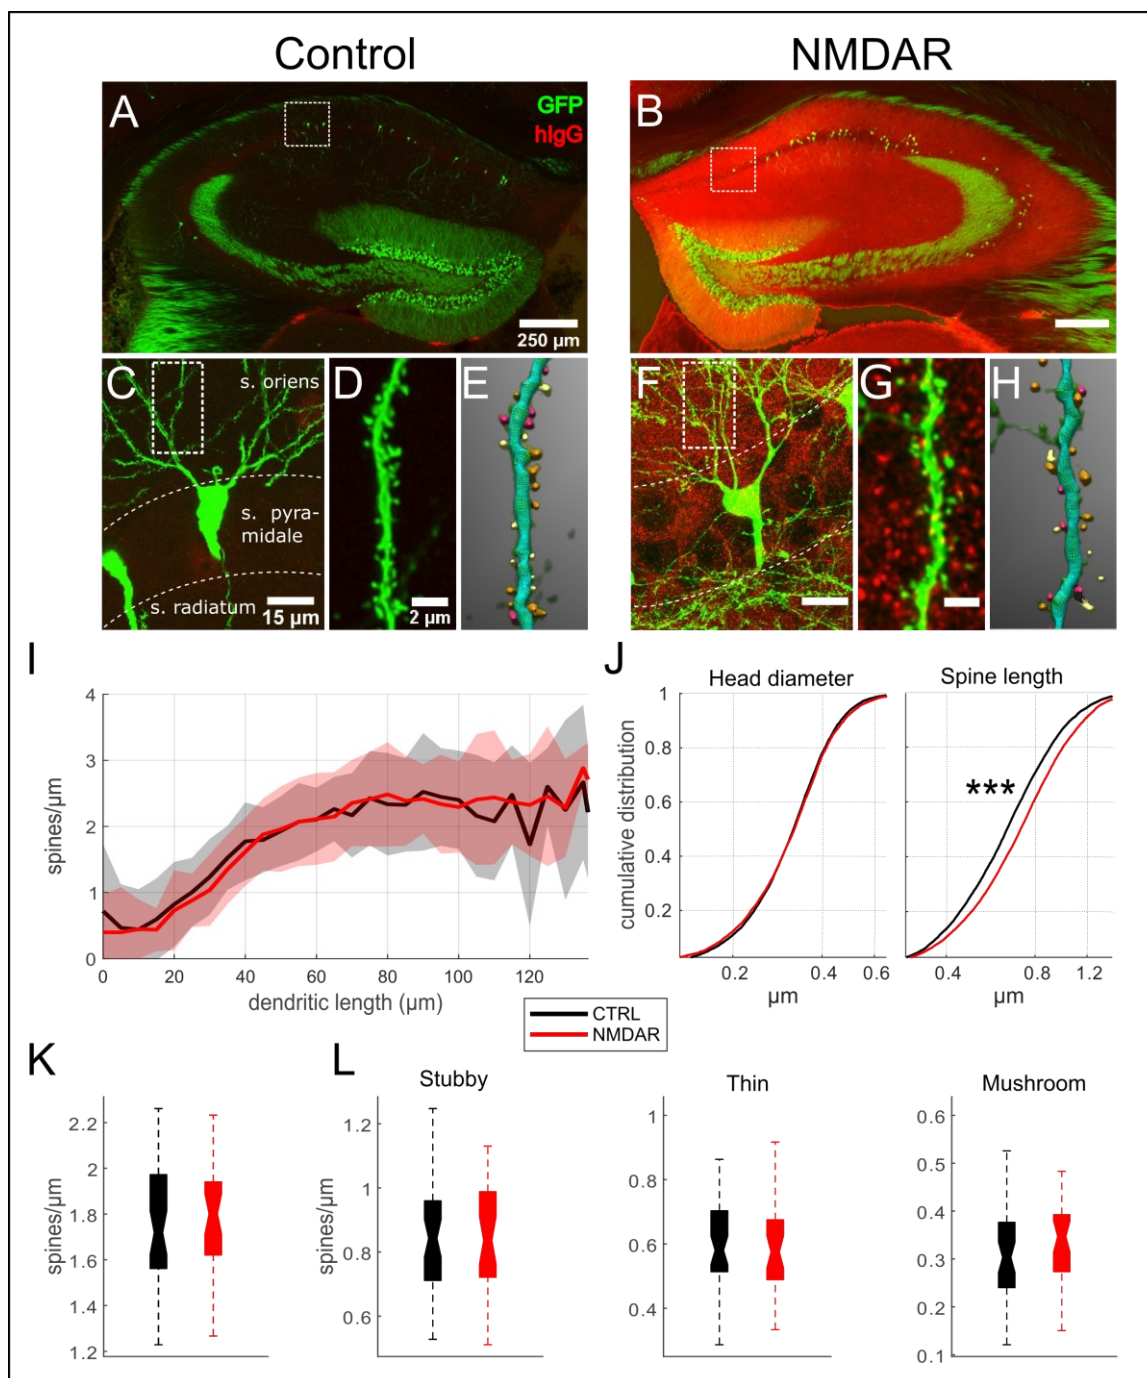 Control
NMDAR
A
GFP
hIgG
250 µm
B
C
s. oriens
s. pyra-
midale
s. radiatum
15 µm
D
2 µm
E
F
G
H
I
4
3
2
1
0
spines/µm
0 20 40 60 80 100 120
dendritic length (µm)
J
Head diameter
Spine length
cumulative distribution
1
0.8
0.6
0.4
0.2
***
0.2 0.4 0.6
µm
0.4 0.8 1.2
µm
CTRL
NMDAR
K
spines/µm
2.2
2
1.8
1.6
1.4
1.2
L
Stubby
spines/µm
1.2
1
0.8
0.6
Thin
1
0.8
0.6
0.4
Mushroom
0.6
0.5
0.4
0.3
0.2
0.1